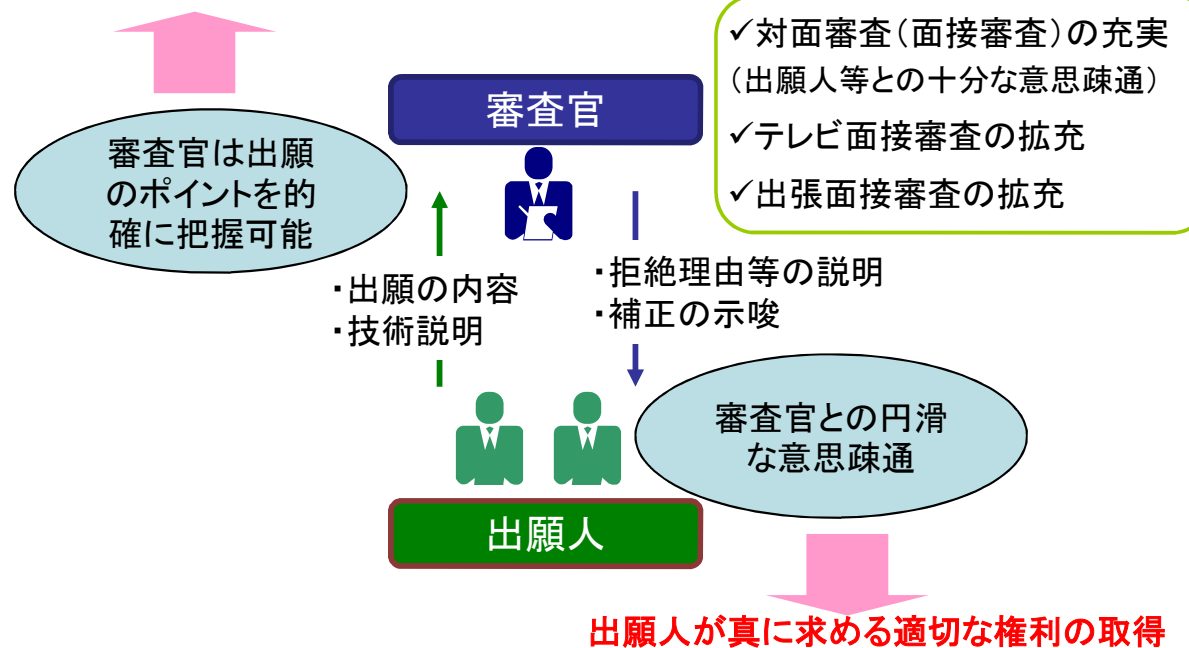 ✓対面審査(面接審査)の充実
(出願人等との十分な意思疎通)
✓テレビ面接審査の拡充
✓出張面接審査の拡充
審査官
審査官は出願
のポイントを的
確に把握可能
・出願の内容
・技術説明
・拒絶理由等の説明
・補正の示唆
審査官との円滑
な意思疎通
出願人
出願人が真に求める適切な権利の取得